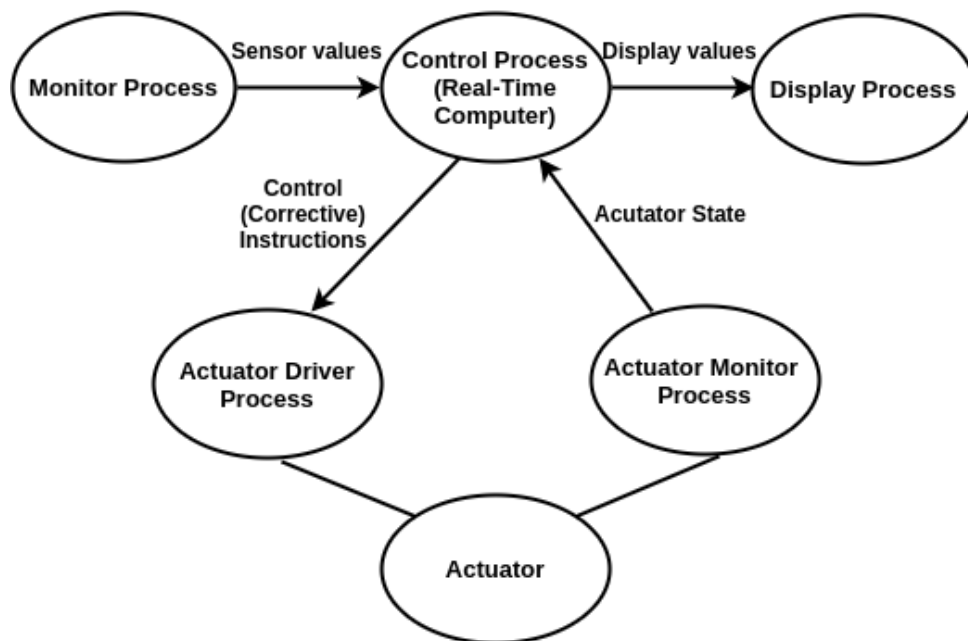 Sensor values
Display values
Monitor Process
Control Process
(Real-Time
Computer)
Display Process
Control
(Corrective)
Instructions
Acutator State
Actuator Driver
Process
Actuator Monitor
Process
Actuator